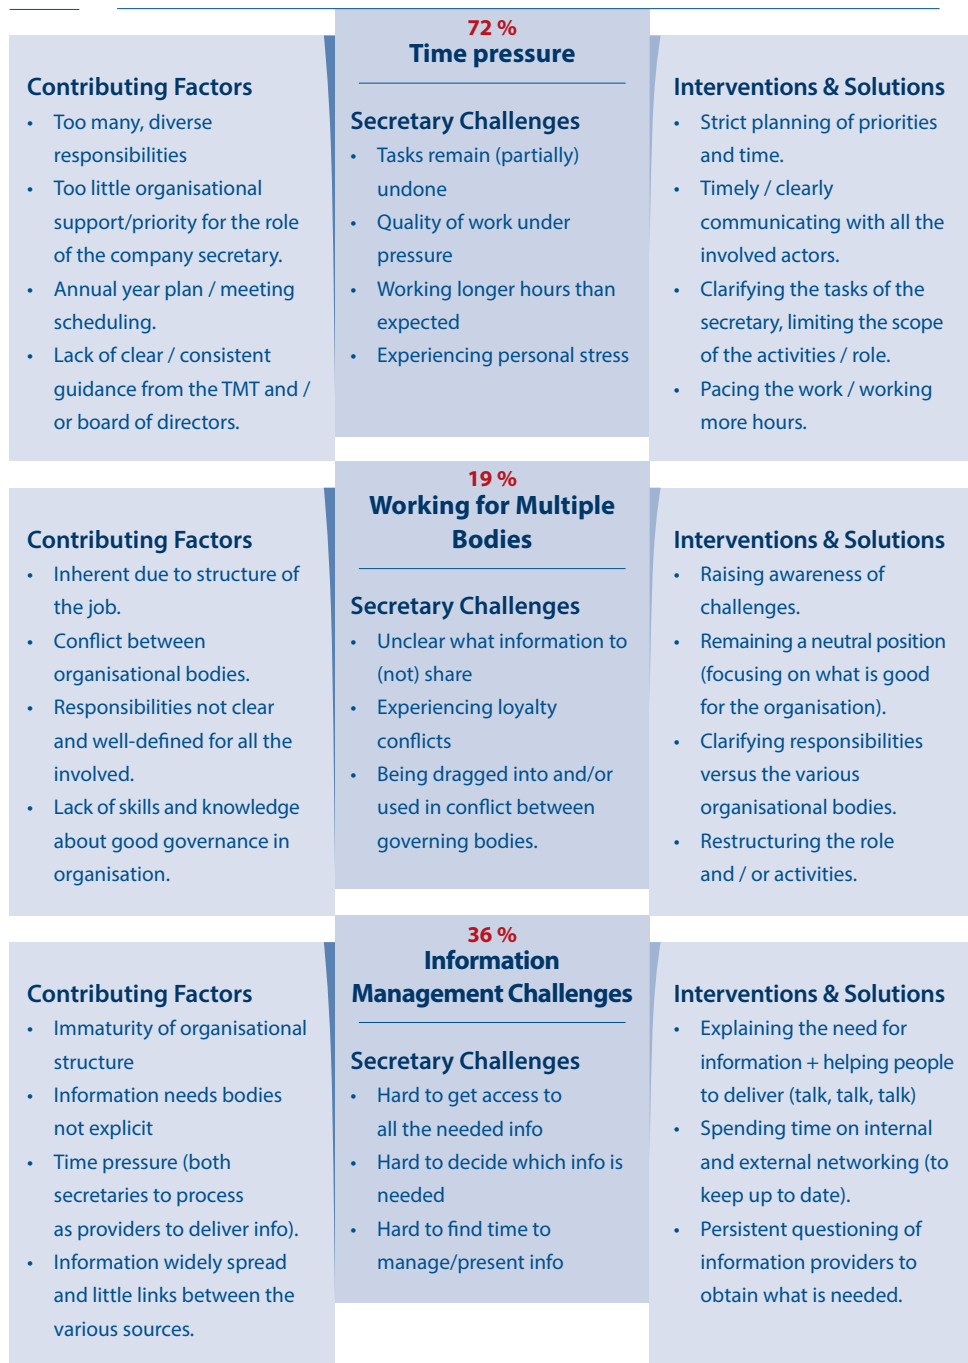 72 %
Time pressure
Contributing Factors
• Too many, diverse
responsibilities
• Too little organisational
support/priority for the role
of the company secretary.
• Annual year plan / meeting
scheduling.
• Lack of clear / consistent
guidance from the TMT and /
or board of directors.
Secretary Challenges
• Tasks remain (partially)
undone
• Quality of work under
pressure
• Working longer hours than
expected
• Experiencing personal stress
Interventions & Solutions
• Strict planning of priorities
and time.
• Timely / clearly
communicating with all the
involved actors.
• Clarifying the tasks of the
secretary, limiting the scope
of the activities / role.
• Pacing the work / working
more hours.
19 %
Working for Multiple
Bodies
Contributing Factors
• Inherent due to structure of
the job.
• Conflict between
organisational bodies.
• Responsibilities not clear
and well-defined for all the
involved.
• Lack of skills and knowledge
about good governance in
organisation.
Secretary Challenges
• Unclear what information to
(not) share
• Experiencing loyalty
conflicts
• Being dragged into and/or
used in conflict between
governing bodies.
Interventions & Solutions
• Raising awareness of
challenges.
• Remaining a neutral position
(focusing on what is good
for the organisation).
• Clarifying responsibilities
versus the various
organisational bodies.
• Restructuring the role
and / or activities.
36 %
Information
Management Challenges
Contributing Factors
• Immaturity of organisational
structure
• Information needs bodies
not explicit
• Time pressure (both
secretaries to process
as providers to deliver info).
• Information widely spread
and little links between the
various sources.
Secretary Challenges
• Hard to get access to
all the needed info
• Hard to decide which info is
needed
• Hard to find time to
manage/present info
Interventions & Solutions
• Explaining the need for
information + helping people
to deliver (talk, talk, talk)
• Spending time on internal
and external networking (to
keep up to date).
• Persistent questioning of
information providers to
obtain what is needed.